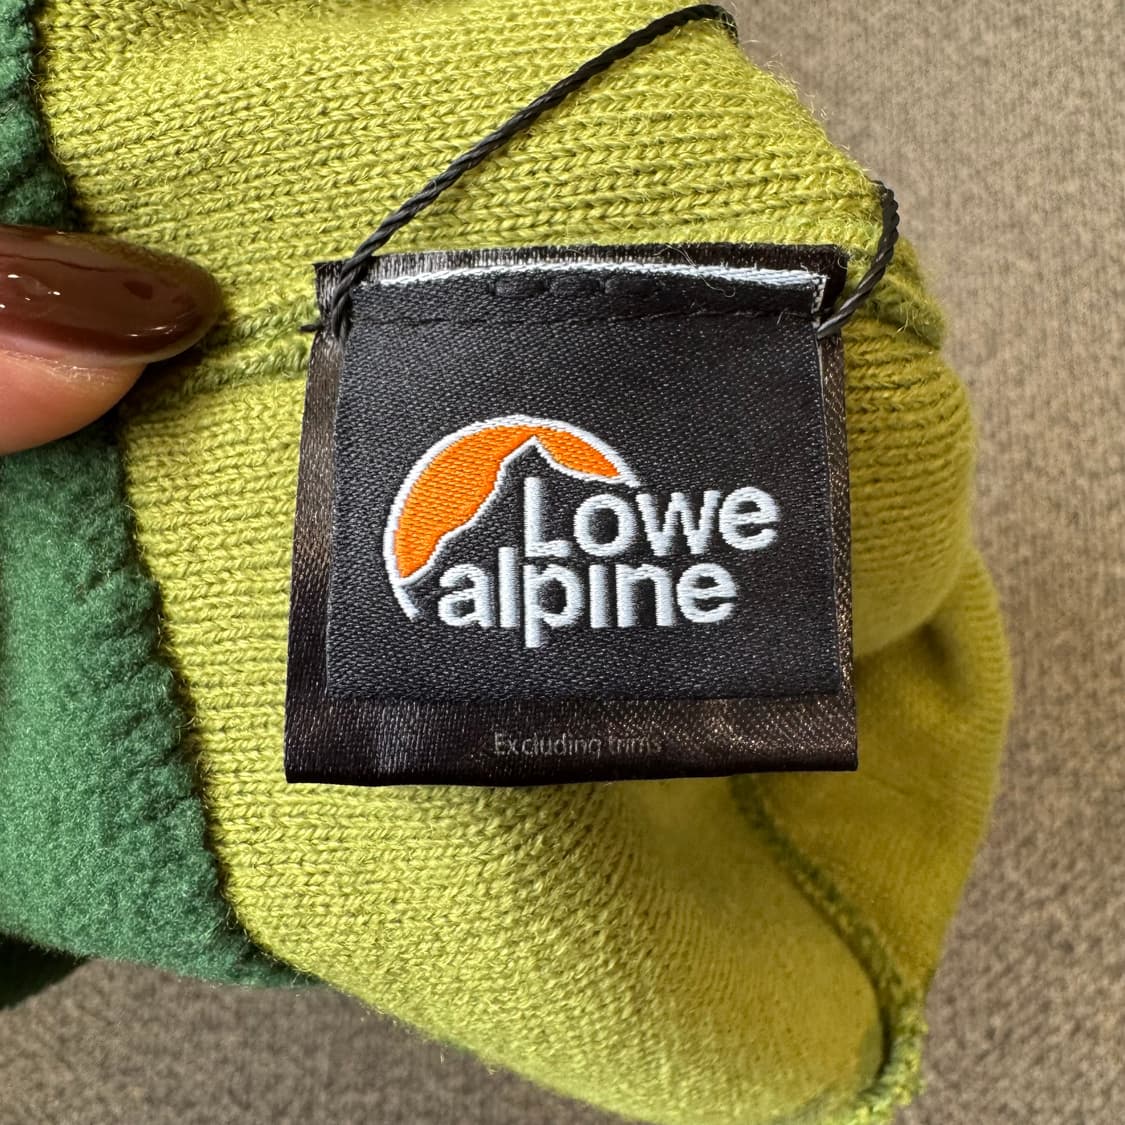 Lowe
alpine
Excluding trims